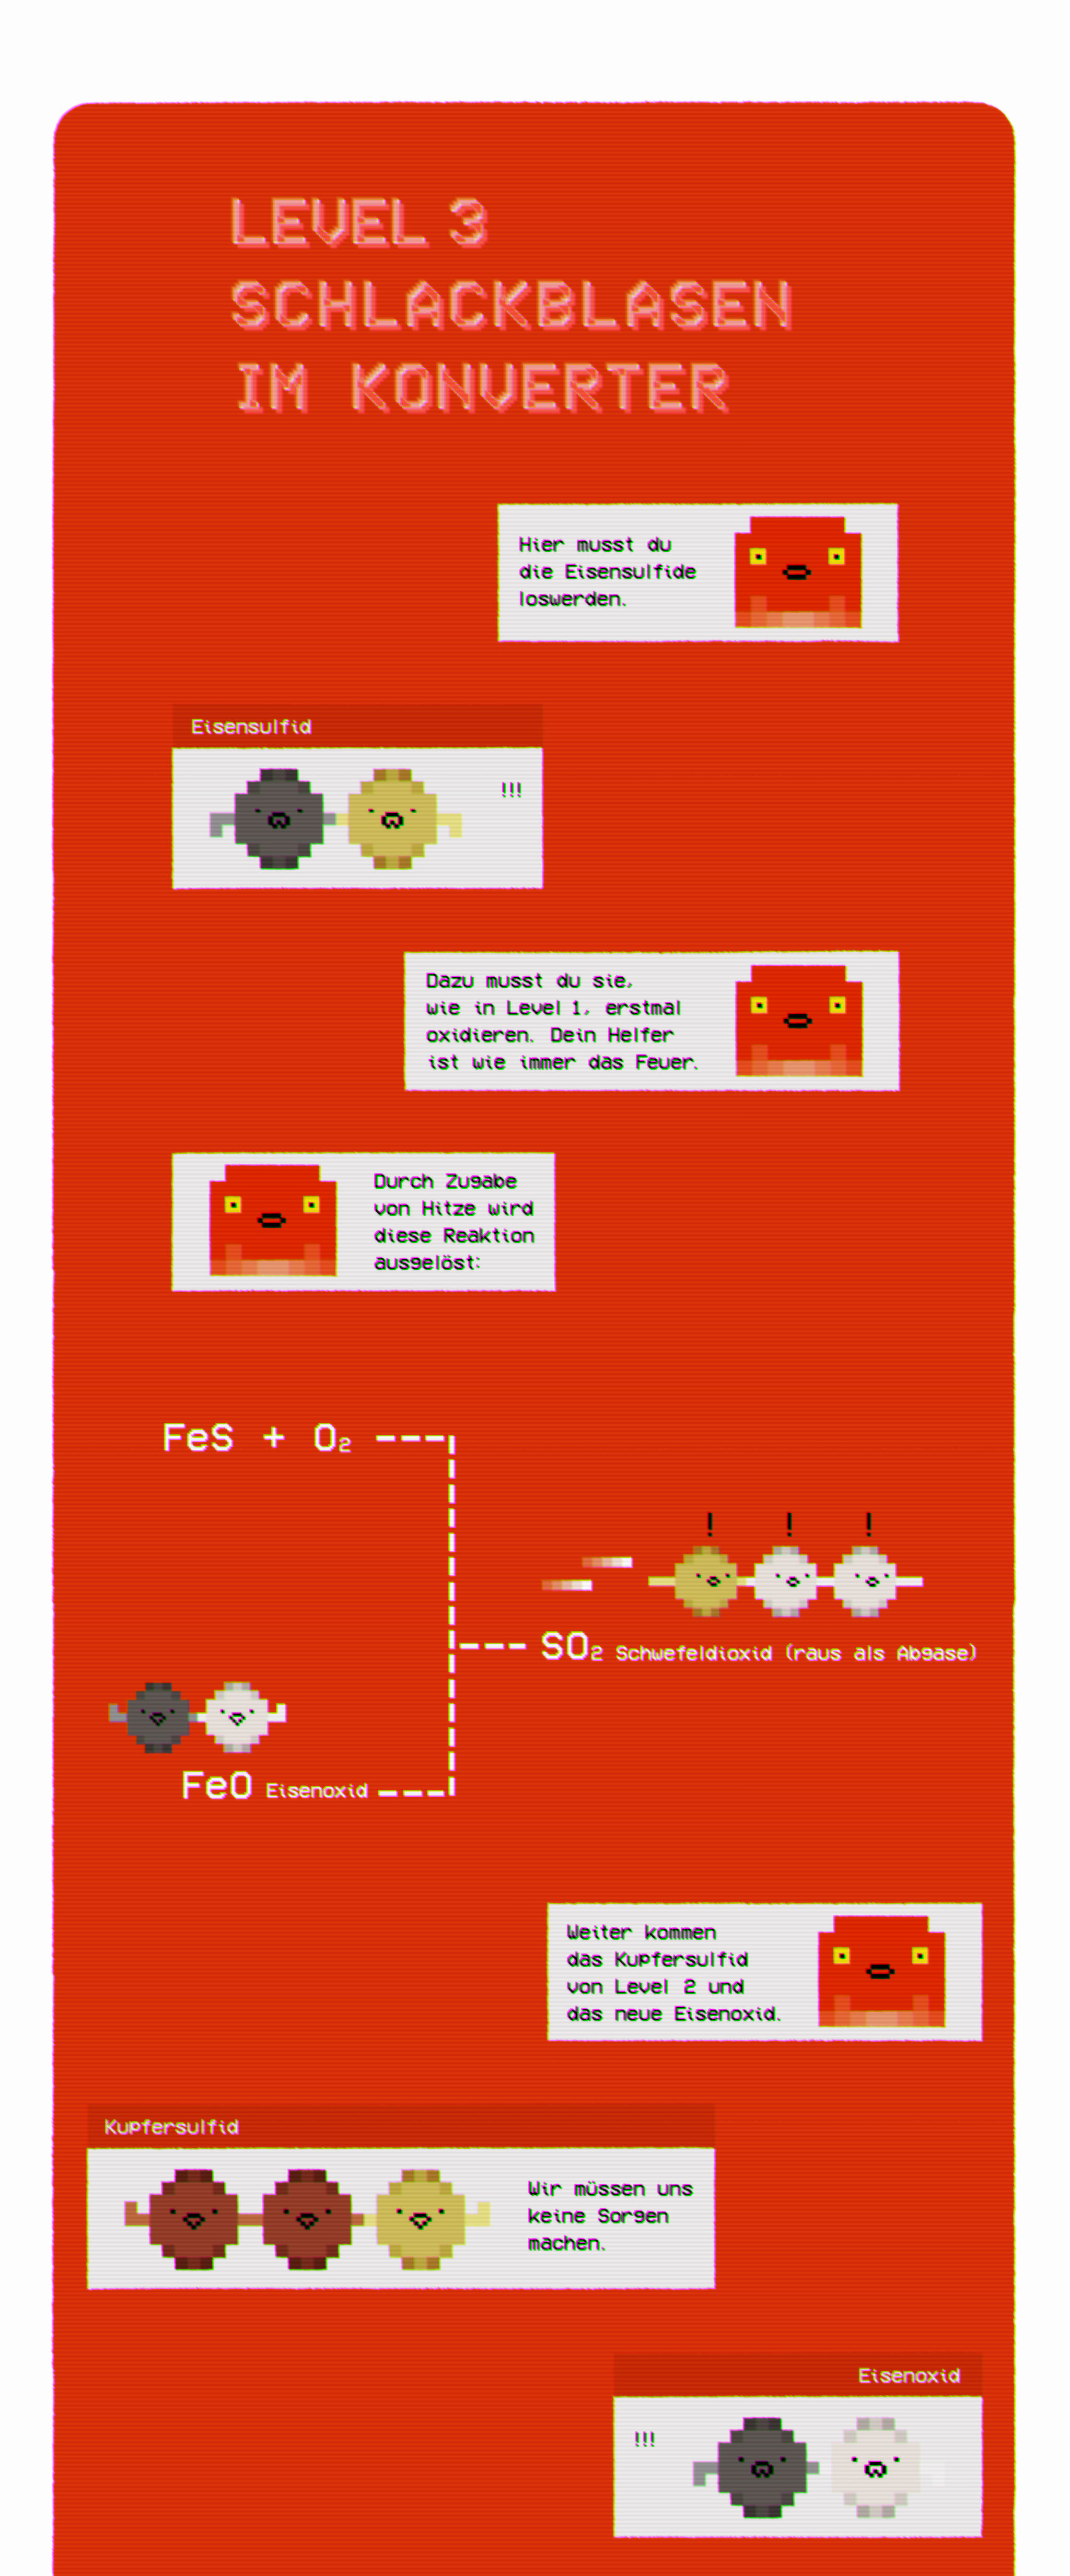 LEVEL 3
SCHLACKBLASEN
IM KONVERTER
Hier musst du
die Eisensulfide
loswerden.
Eisensulfid
!!!
Dazu musst du sie,
wie in Level 1, erstmal
oxidieren. Dein Helfer
ist wie immer das Feuer.
Durch Zugabe
von Hitze wird
diese Reaktion
ausgelöst:
FeS + O₂
! ! !
SO₂ Schwefeldioxid (raus als Abgase)
FeO Eisenoxid
Weiter kommen
das Kupfersulfid
von Level 2 und
das neue Eisenoxid.
Kupfersulfid
Wir müssen uns
keine Sorgen
machen.
Eisenoxid
!!!